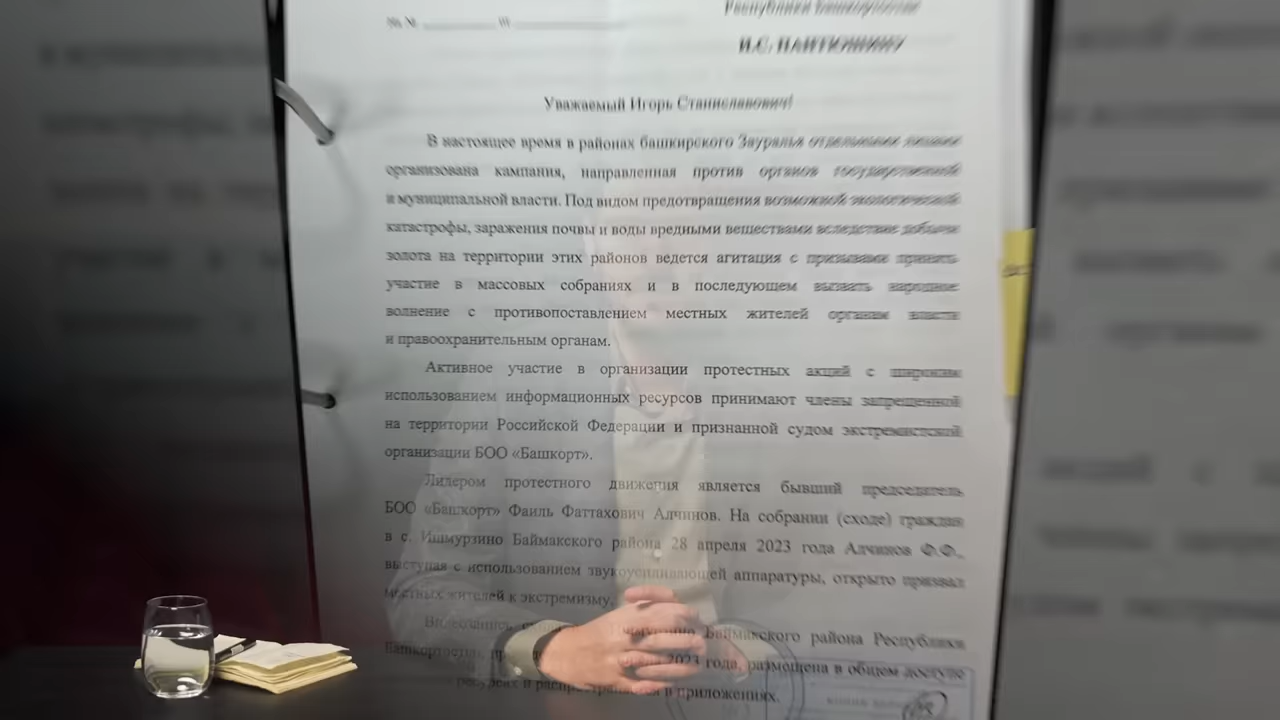 Республики Башкортостан
И.С. ПАНТЮШИНУ
Уважаемый Игорь Станиславович!
В настоящее время в районах башкирского Зауралья отдельными лицами
организована кампания, направленная против органов государственной
и муниципальной власти. Под видом предотвращения возможной экологической
катастрофы, заражения почвы и воды вредными веществами вследствие добычи
золота на территории этих районов ведется агитация с призывами принять
участие в массовых собраниях и в последующем вызвать народное
волнение с противопоставлением местных жителей органам власти
и правоохранительным органам.
Активное участие в организации протестных акций с широким
использованием информационных ресурсов принимают члены запрещенной
на территории Российской Федерации и признанной судом экстремистской
организации БОО «Башкорт».
Лидером протестного движения является бывший председатель
БОО «Башкорт» Фаиль Фаттахович Алчинов. На собрании (сходе) граждан
в с. Ишмурзино Баймакского района 28 апреля 2023 года Алчинов Ф.Ф.,
выступая с использованием звукоусиливающей аппаратуры, открыто призвал
местных жителей к экстремизму.
Баймакского района Республики
Башкортостан, 2023 года, размещена в общем доступе
и в приложениях.